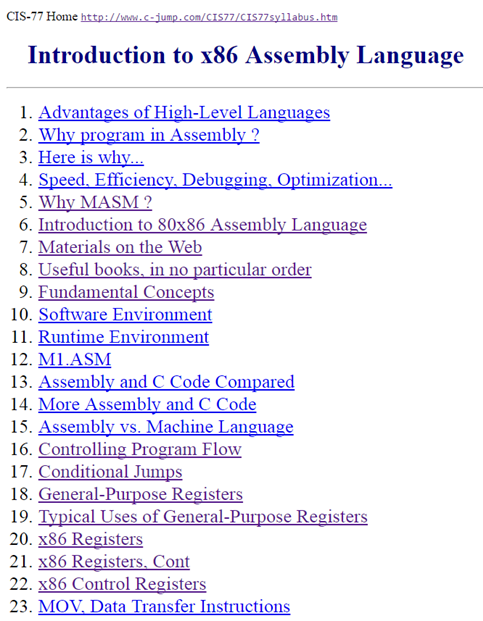 CIS-77 Home http://www.c-jump.com/CIS77/CIS77syllabus.htm
Introduction to x86 Assembly Language
1. Advantages of High-Level Languages
2. Why program in Assembly ?
3. Here is why...
4. Speed, Efficiency, Debugging, Optimization...
5. Why MASM ?
6. Introduction to 80x86 Assembly Language
7. Materials on the Web
8. Useful books, in no particular order
9. Fundamental Concepts
10. Software Environment
11. Runtime Environment
12. M1.ASM
13. Assembly and C Code Compared
14. More Assembly and C Code
15. Assembly vs. Machine Language
16. Controlling Program Flow
17. Conditional Jumps
18. General-Purpose Registers
19. Typical Uses of General-Purpose Registers
20. x86 Registers
21. x86 Registers, Cont
22. x86 Control Registers
23. MOV, Data Transfer Instructions